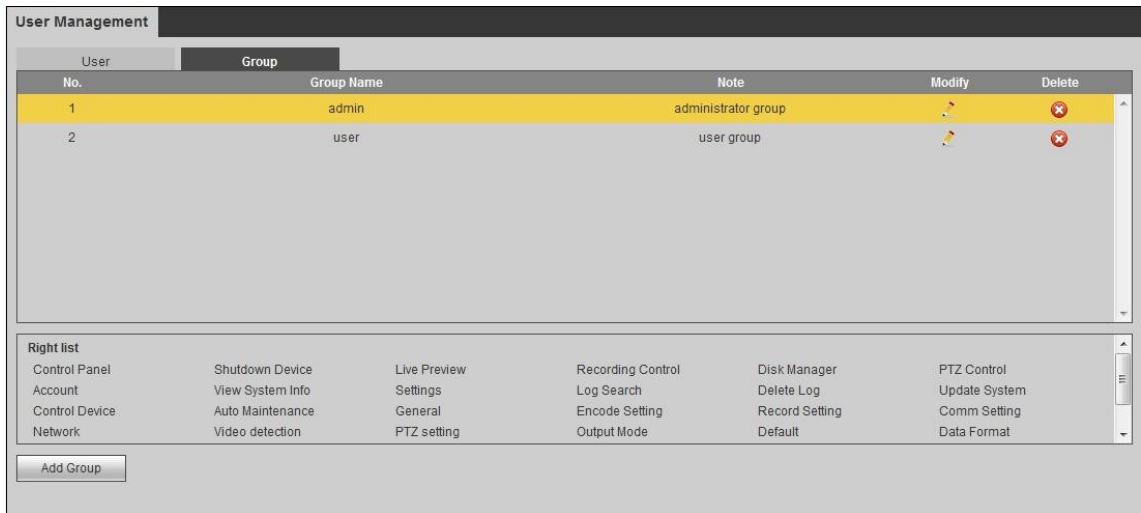 User Management
User Group
No. Group Name Note Modify Delete
1 admin administrator group
2 user user group
Right list
Control Panel Shutdown Device Live Preview Recording Control Disk Manager PTZ Control
Account View System Info Settings Log Search Delete Log Update System
Control Device Auto Maintenance General Encode Setting Record Setting Comm Setting
Network Video detection PTZ setting Output Mode Default Data Format
Add Group